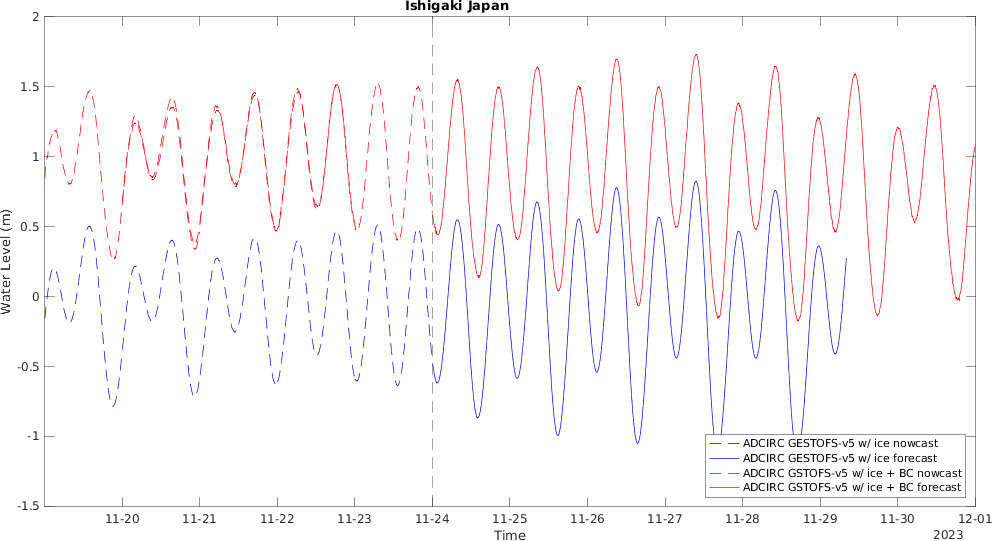 Ishigaki Japan
2
1.5
1
0.5
0
-0.5
-1
-1.5
Water Level (m)
ADCIRC GESTOFS-v5 w/ ice nowcast
ADCIRC GESTOFS-v5 w/ ice forecast
ADCIRC GSTOFS-v5 w/ ice + BC nowcast
ADCIRC GSTOFS-v5 w/ ice + BC forecast
11-20 11-21 11-22 11-23 11-24 11-25 11-26 11-27 11-28 11-29 11-30 12-01
Time
2023